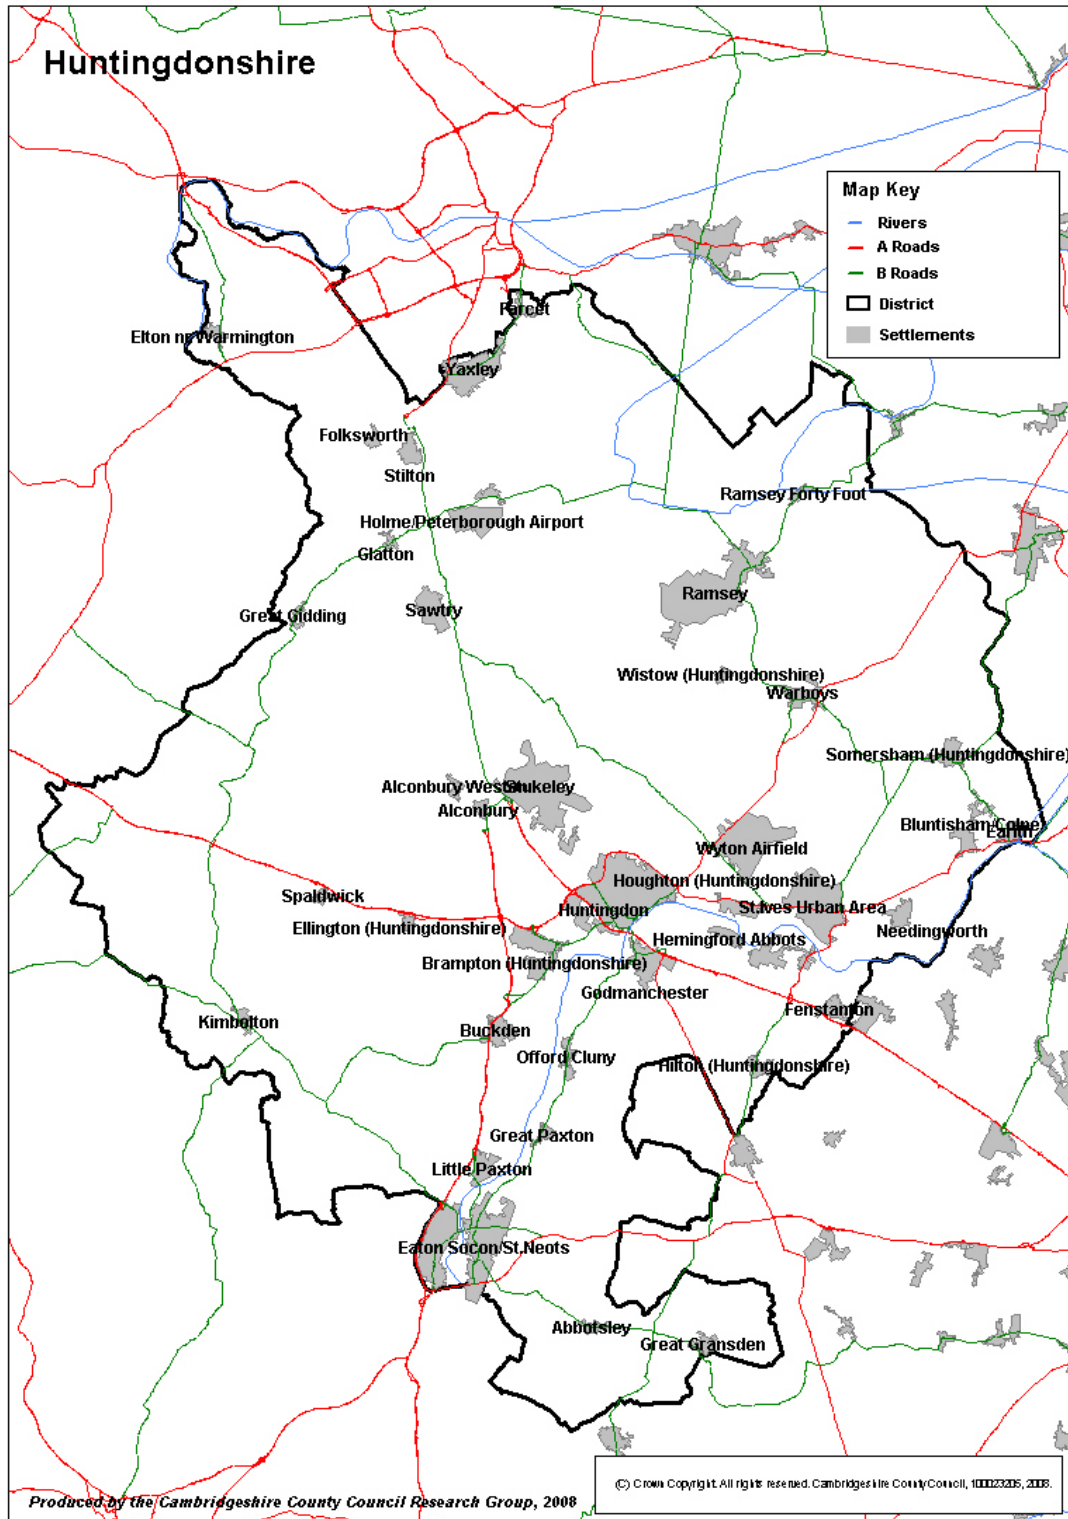 Huntingdonshire
Map Key
Rivers
A Roads
B Roads
District
Settlements
Farcet
Elton nr Warmington
Yaxley
Folksworth
Stilton
Ramsey Forty Foot
Holme/Peterborough Airport
Glatton
Ramsey
Sawtry
Great Gidding
Wistow (Huntingdonshire)
Warboys
Somersham (Huntingdonshire)
Alconbury Weston
Stukeley
Alconbury
Bluntisham/Colne
Earith
Wyton Airfield
Houghton (Huntingdonshire)
Spaldwick
Huntingdon
St.Ives Urban Area
Ellington (Huntingdonshire)
Needingworth
Hemingford Abbots
Brampton (Huntingdonshire)
Godmanchester
Fenstanton
Kimbolton
Buckden
Offord Cluny
Hilton (Huntingdonshire)
Great Paxton
Little Paxton
Eaton Socon/St.Neots
Abbotsley
Great Gransden
(C) Crown Copyright. All rights reserved. Cambridgeshire County Council, 100023205, 2008.
Produced by the Cambridgeshire County Council Research Group, 2008